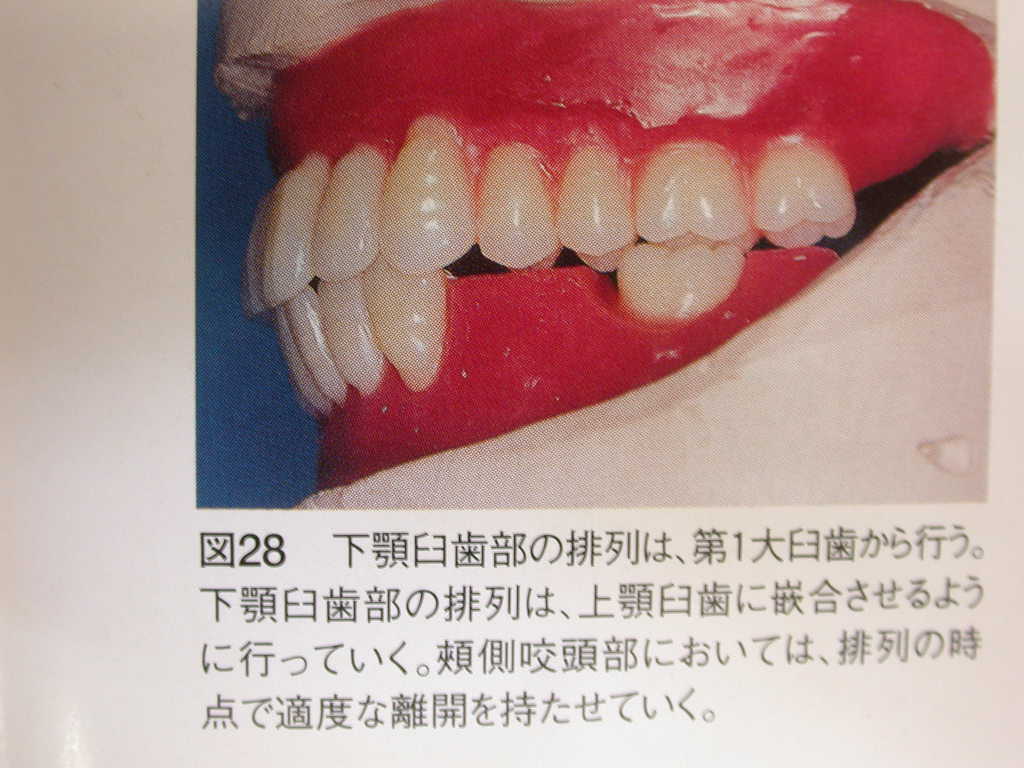 図28　下顎臼歯部の排列は、第1大臼歯から行う。
下顎臼歯部の排列は、上顎臼歯に嵌合させるよう
に行っていく。頰側咬頭部においては、排列の時
点で適度な離開を持たせていく。